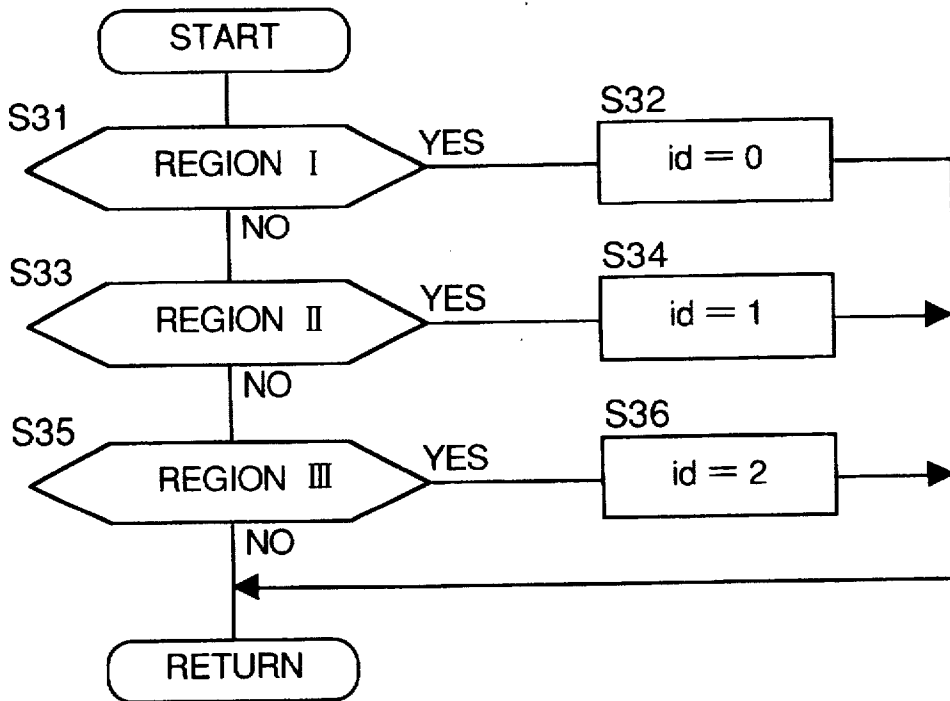 START
S31
REGION I
YES
S32
id = 0
NO
S33
REGION II
YES
S34
id = 1
NO
S35
REGION III
YES
S36
id = 2
NO
RETURN